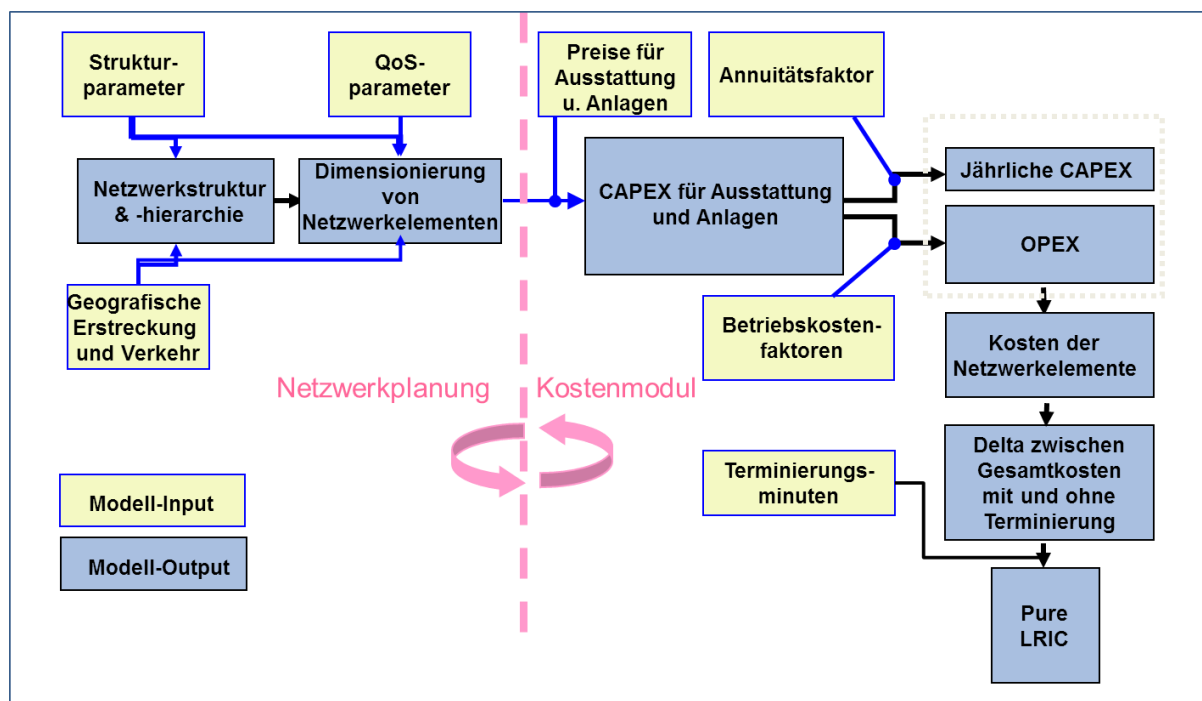 Struktur-
parameter
QoS-
parameter
Preise für
Ausstattung
u. Anlagen
Annuitätsfaktor
Netzwerkstruktur
& -hierarchie
Dimensionierung
von
Netzwerkelementen
CAPEX für Ausstattung
und Anlagen
Jährliche CAPEX
OPEX
Geografische
Erstreckung
und Verkehr
Betriebskosten-
faktoren
Kosten der
Netzwerkelemente
Netzwerkplanung
Kostenmodul
Delta zwischen
Gesamtkosten
mit und ohne
Terminierung
Terminierungs-
minuten
Modell-Input
Modell-Output
Pure
LRIC